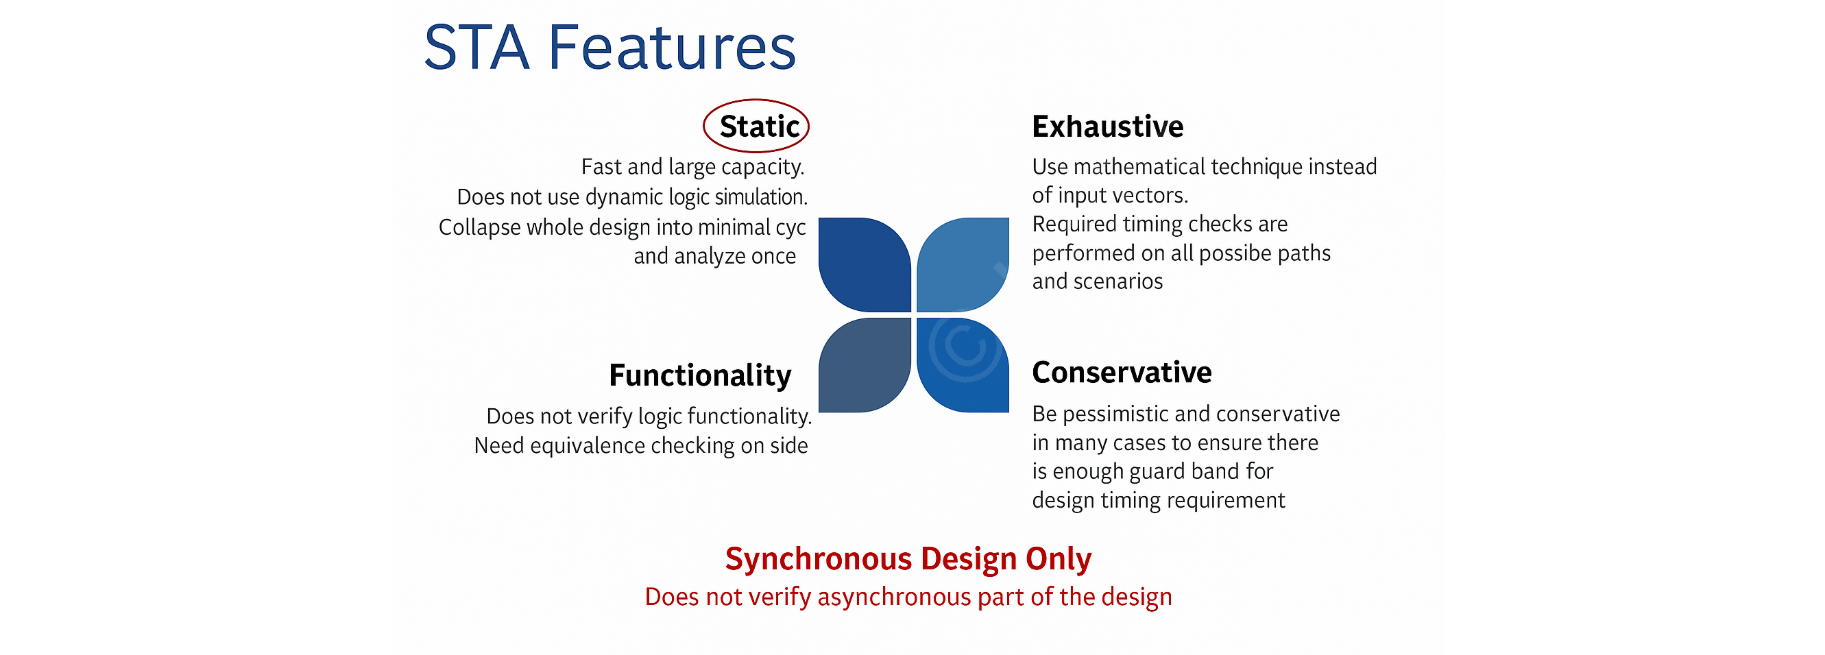 STA Features
Static
Fast and large capacity.
Does not use dynamic logic simulation.
Collapse whole design into minimal cyc
and analyze once
Exhaustive
Use mathematical technique instead
of input vectors.
Required timing checks are
performed on all possibe paths
and scenarios
Functionality
Does not verify logic functionality.
Need equivalence checking on side
Conservative
Be pessimistic and conservative
in many cases to ensure there
is enough guard band for
design timing requirement
©
Synchronous Design Only
Does not verify asynchronous part of the design